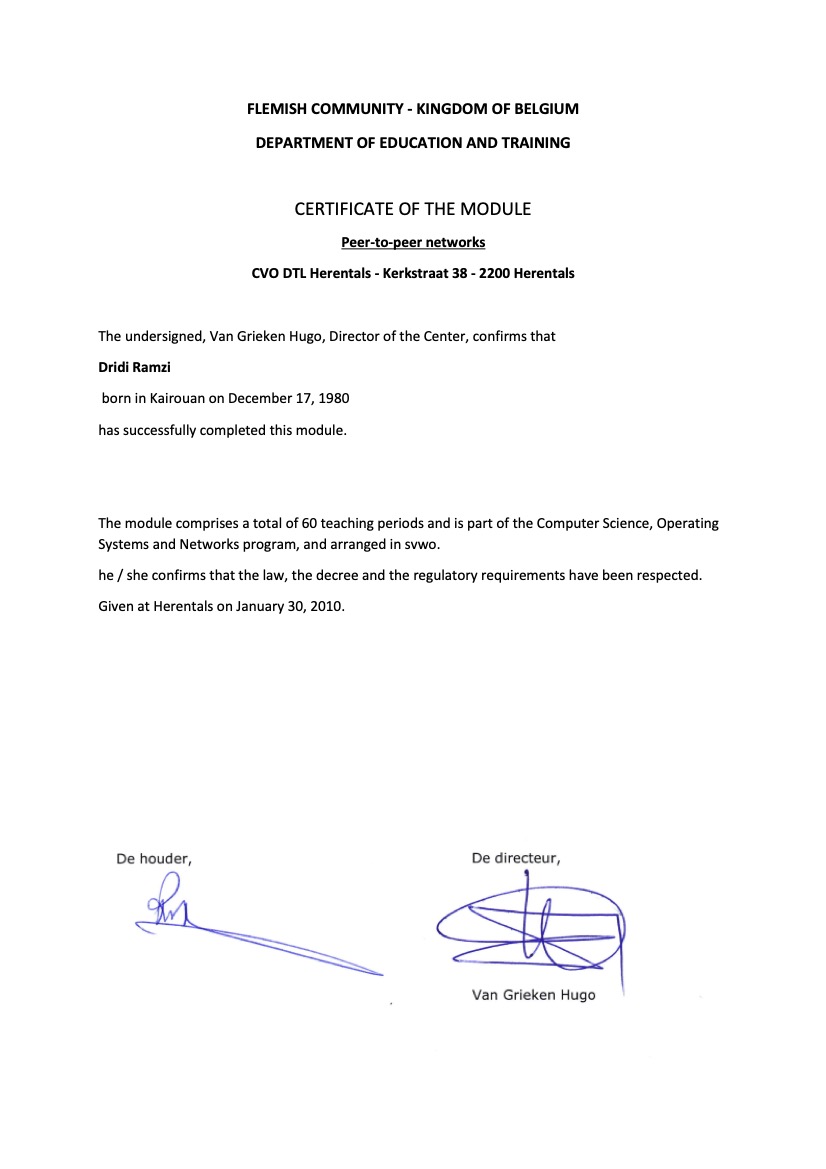 FLEMISH COMMUNITY - KINGDOM OF BELGIUM
DEPARTMENT OF EDUCATION AND TRAINING
CERTIFICATE OF THE MODULE
Peer-to-peer networks
CVO DTL Herentals - Kerkstraat 38 - 2200 Herentals
The undersigned, Van Grieken Hugo, Director of the Center, confirms that
Dridi Ramzi
born in Kairouan on December 17, 1980
has successfully completed this module.
The module comprises a total of 60 teaching periods and is part of the Computer Science, Operating
Systems and Networks program, and arranged in svwo.
he / she confirms that the law, the decree and the regulatory requirements have been respected.
Given at Herentals on January 30, 2010.
De houder,
De directeur,
Van Grieken Hugo